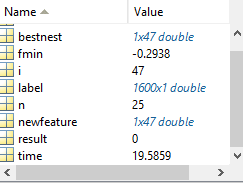 Name Value
bestnest 1x47 double
fmin -0.2938
i 47
label 1600x1 double
n 25
newfeature 1x47 double
result 0
time 19.5859